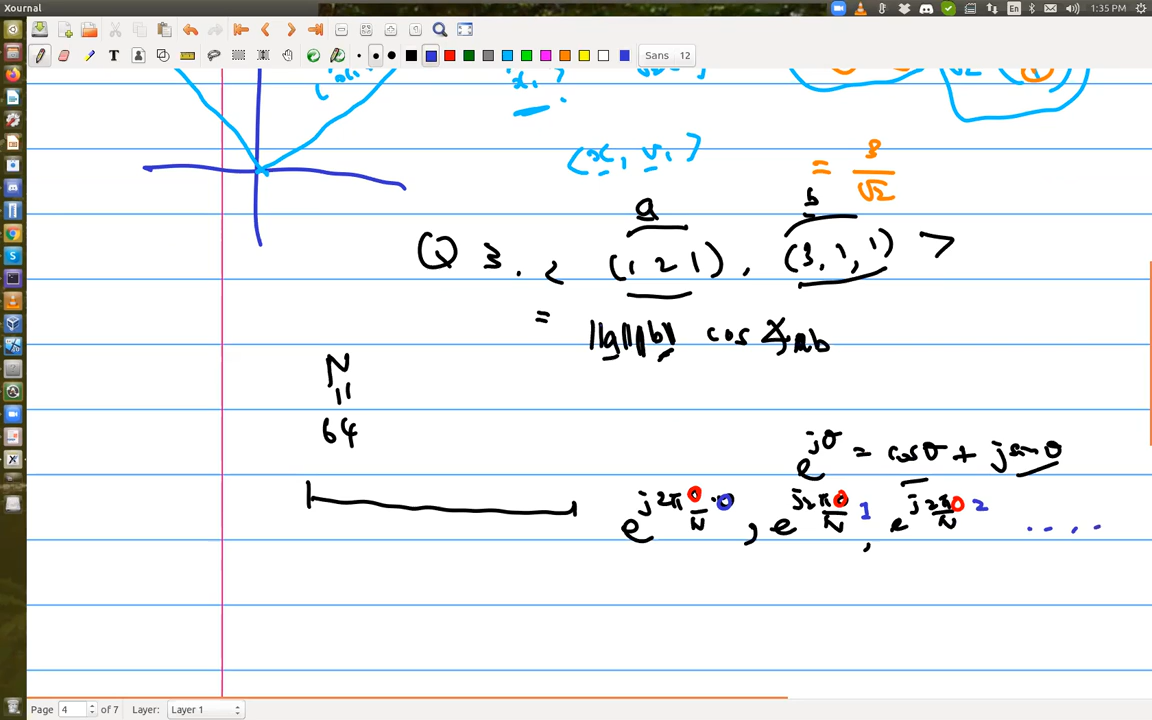 Xournal
1:35 PM
Sans 12
⟨x, v₁⟩
= 3/√2
a b
Q 3. < (1 2 1), (3, 1, 1) >
= ||a|| ||b|| cos ∡ab
N
||
64
e^{jθ} = cosθ + j sinθ
e^{j2π 0/N · 0}, e^{j2π 0/N 1}, e^{j2π 0/N 2} . . . .
Page 4 of 7 Layer: Layer 1